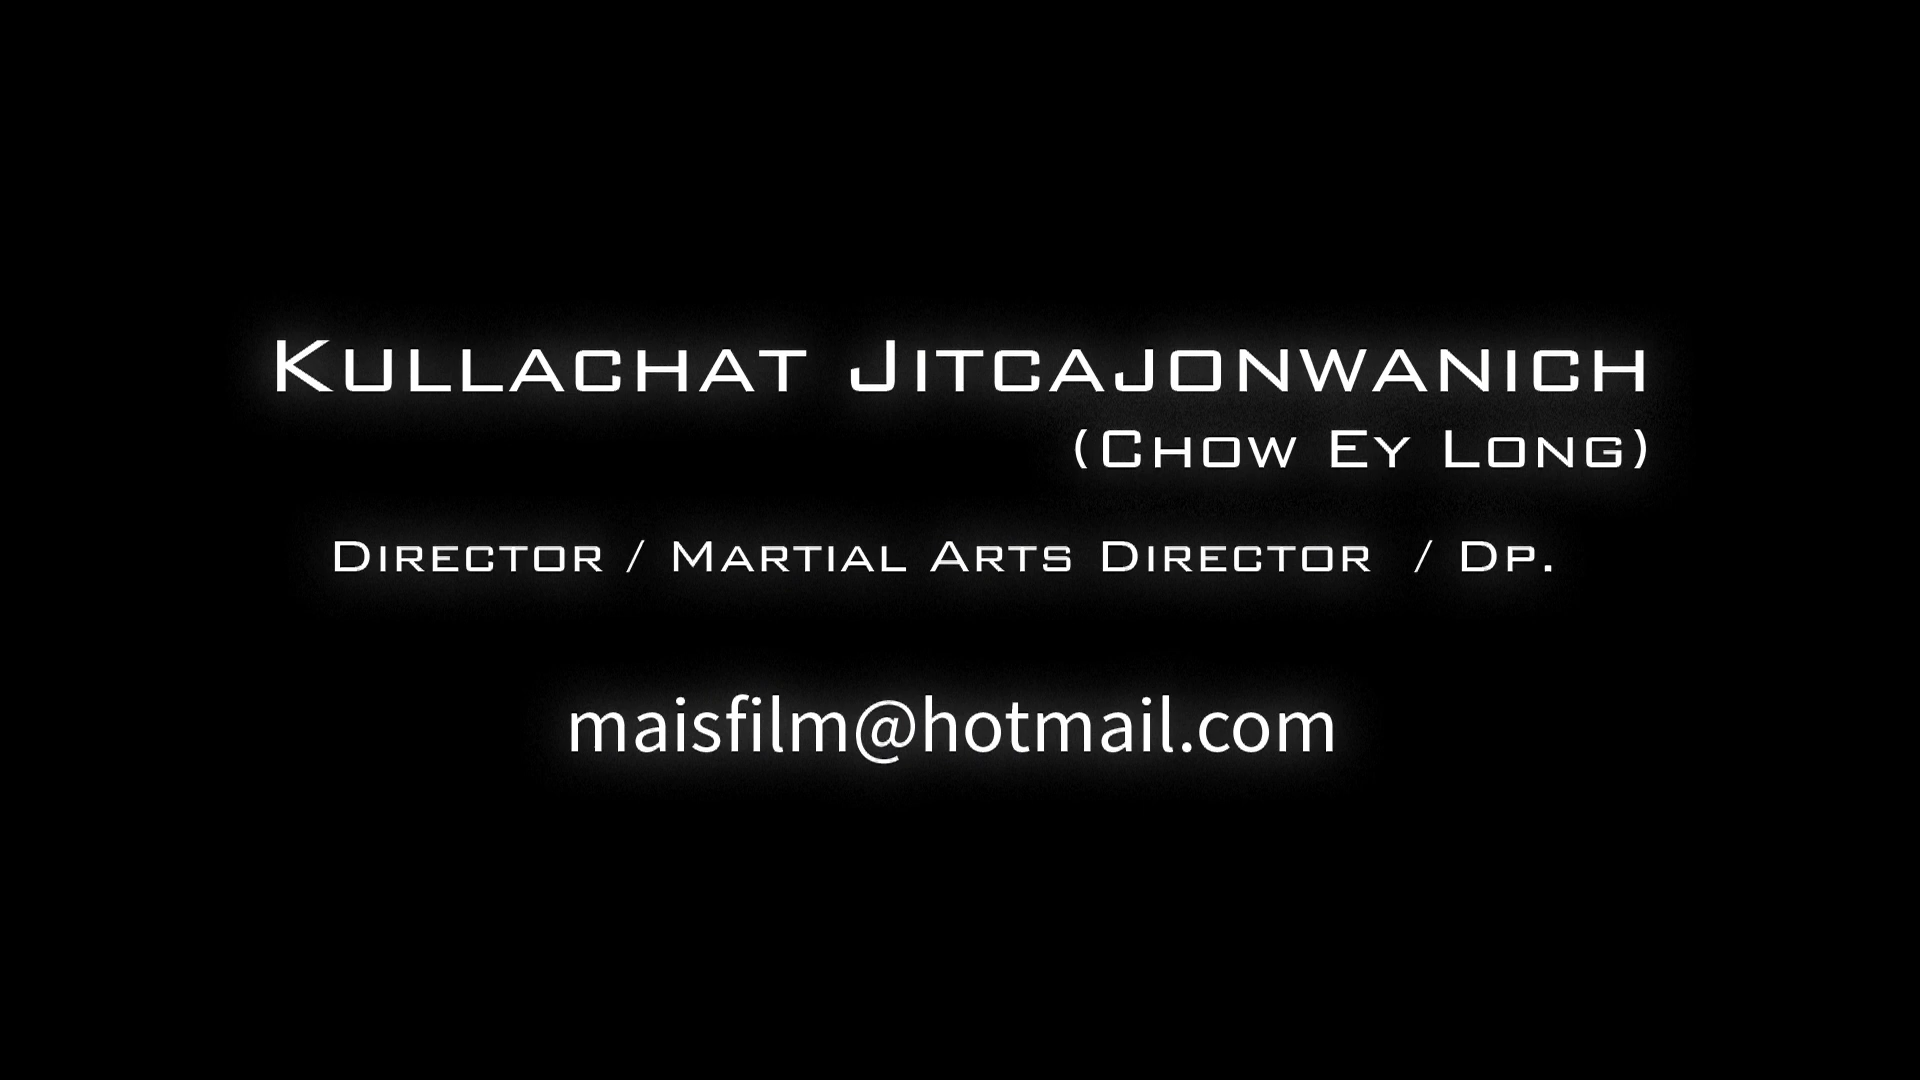 Kullachat Jitcajonwanich
(Chow Ey Long)
Director / Martial Arts Director / Dp.
maisfilm@hotmail.com